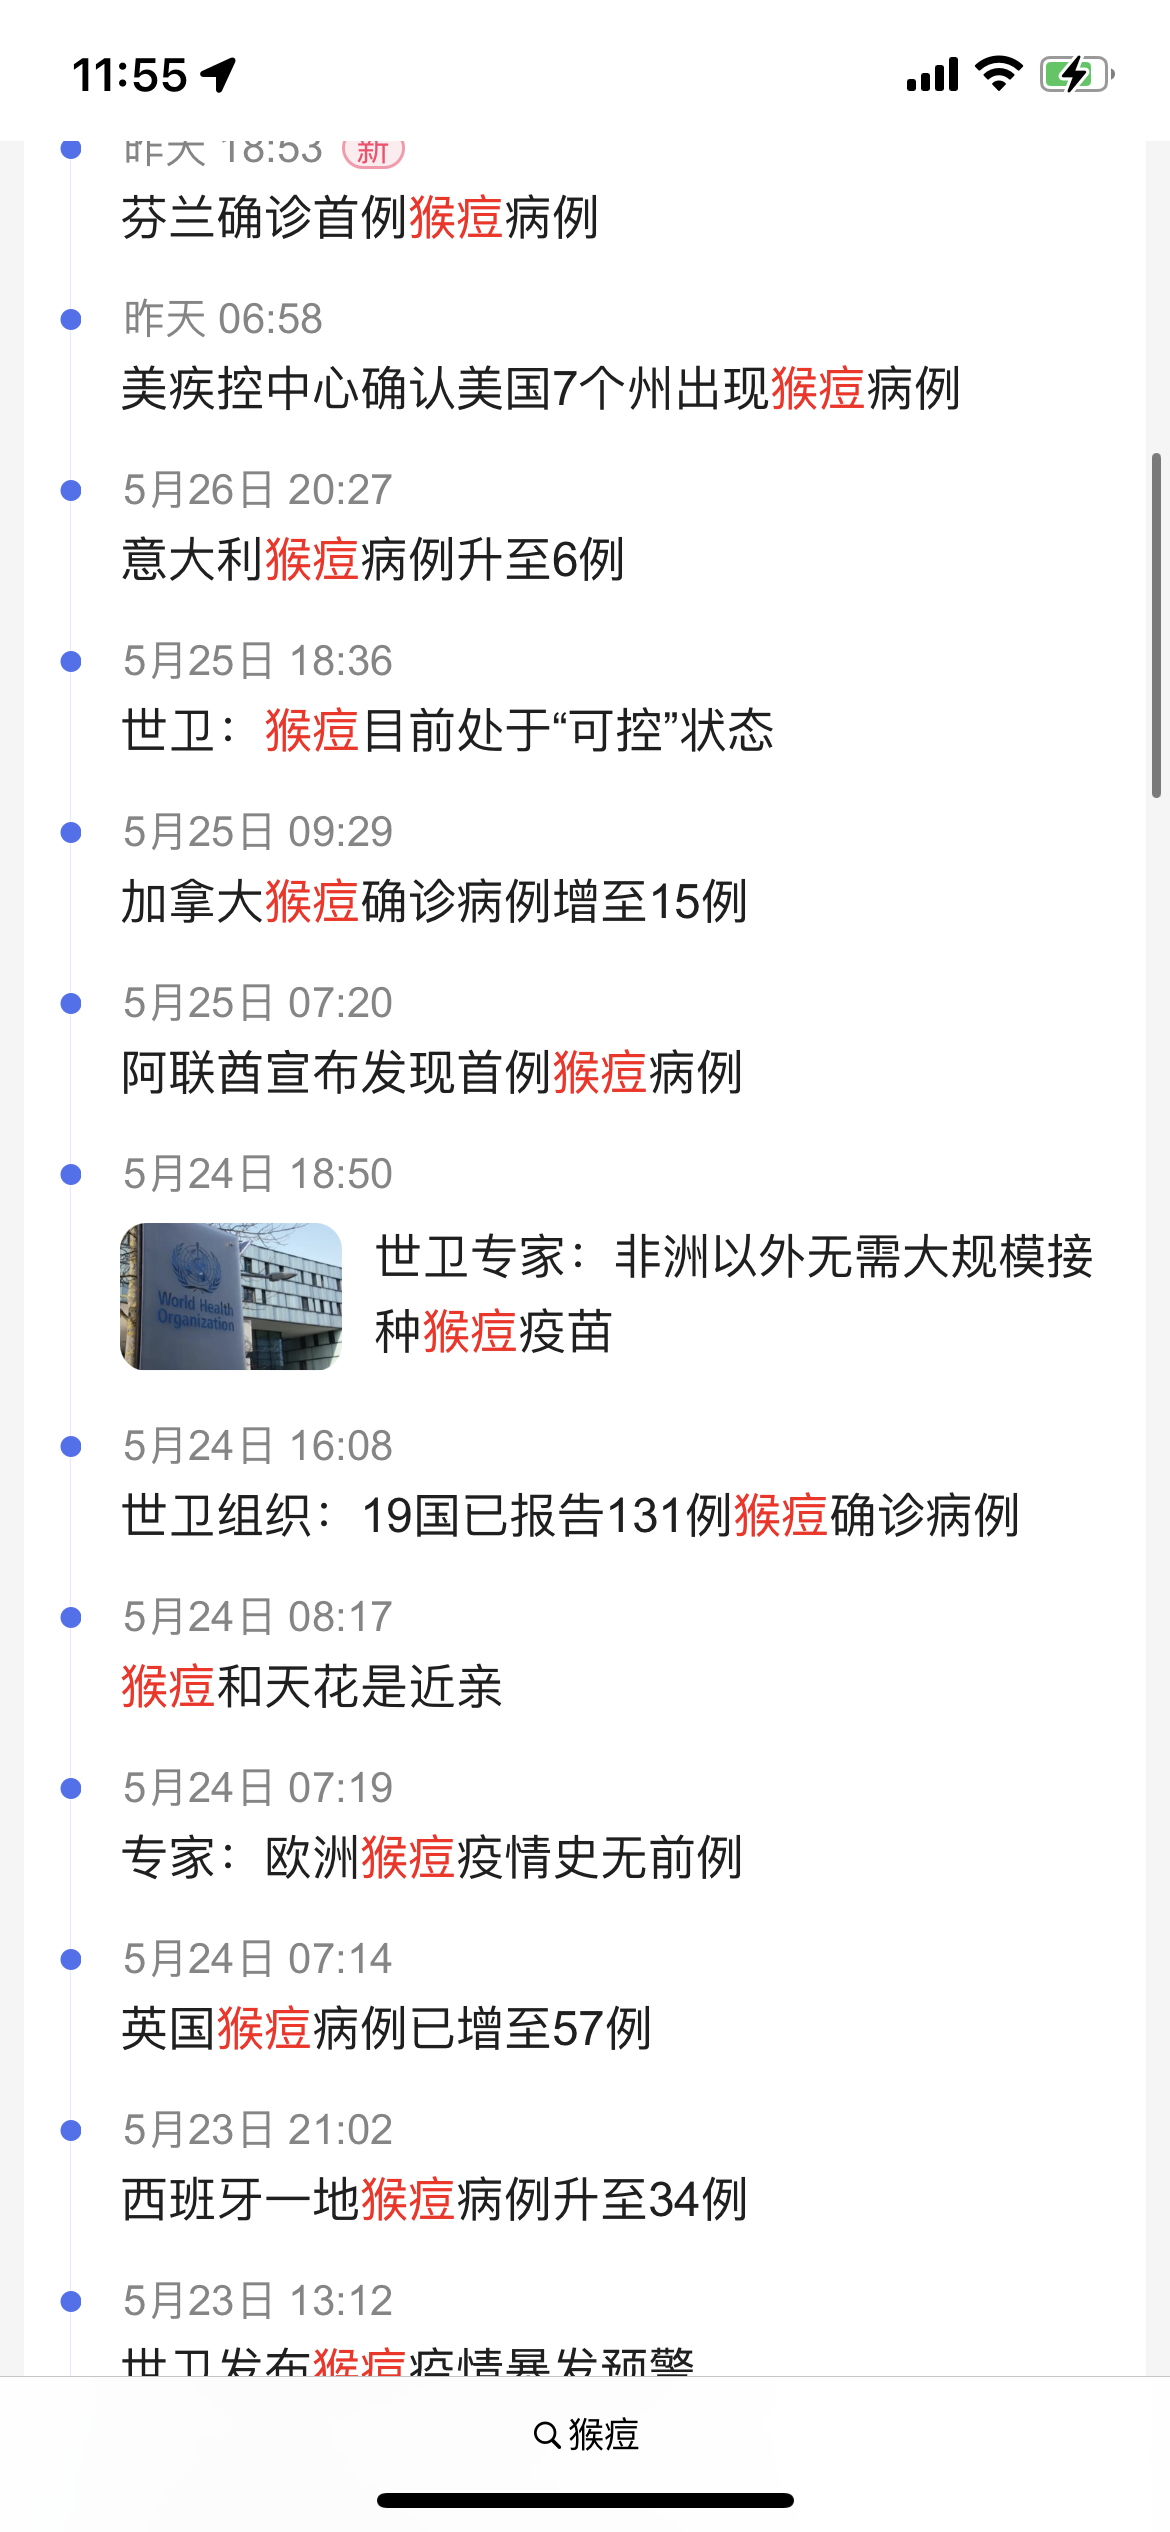 11:55
昨天 18:53 新
芬兰确诊首例猴痘病例
昨天 06:58
美疾控中心确认美国7个州出现猴痘病例
5月26日 20:27
意大利猴痘病例升至6例
5月25日 18:36
世卫：猴痘目前处于“可控”状态
5月25日 09:29
加拿大猴痘确诊病例增至15例
5月25日 07:20
阿联酋宣布发现首例猴痘病例
5月24日 18:50
World Health
Organization
世卫专家：非洲以外无需大规模接
种猴痘疫苗
5月24日 16:08
世卫组织：19国已报告131例猴痘确诊病例
5月24日 08:17
猴痘和天花是近亲
5月24日 07:19
专家：欧洲猴痘疫情史无前例
5月24日 07:14
英国猴痘病例已增至57例
5月23日 21:02
西班牙一地猴痘病例升至34例
5月23日 13:12
世卫发布猴痘疫情暴发预警
猴痘